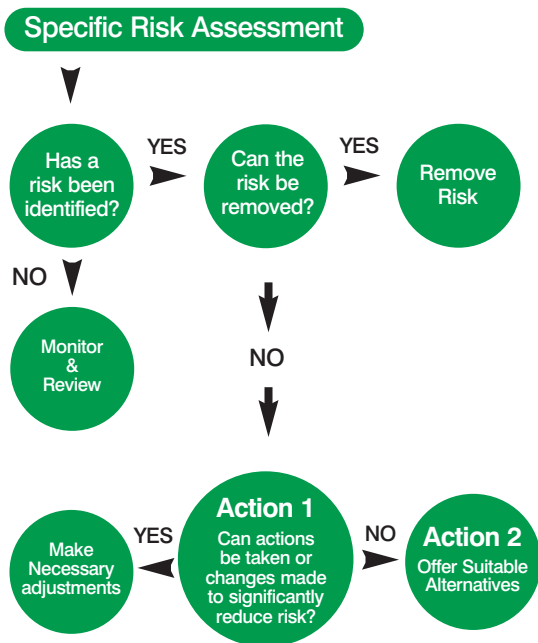 Specific Risk Assessment
Has a
risk been
identified?
YES
Can the
risk be
removed?
YES
Remove
Risk
NO
Monitor
&
Review
NO
Action 1
Can actions
be taken or
changes made
to significantly
reduce risk?
YES
Make
Necessary
adjustments
NO
Action 2
Offer Suitable
Alternatives